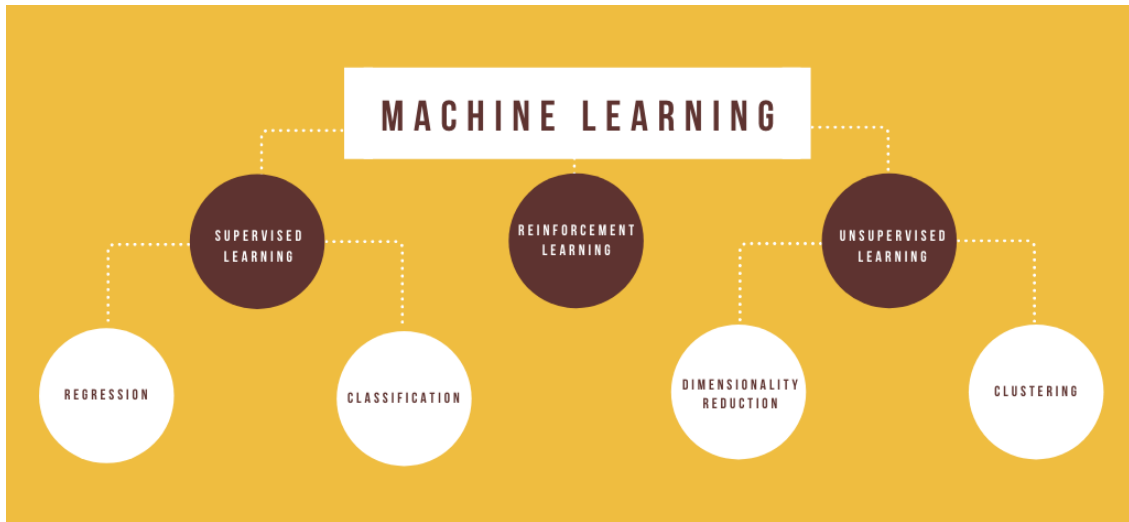 MACHINE LEARNING
SUPERVISED
LEARNING
REINFORCEMENT
LEARNING
UNSUPERVISED
LEARNING
REGRESSION
CLASSIFICATION
DIMENSIONALITY
REDUCTION
CLUSTERING